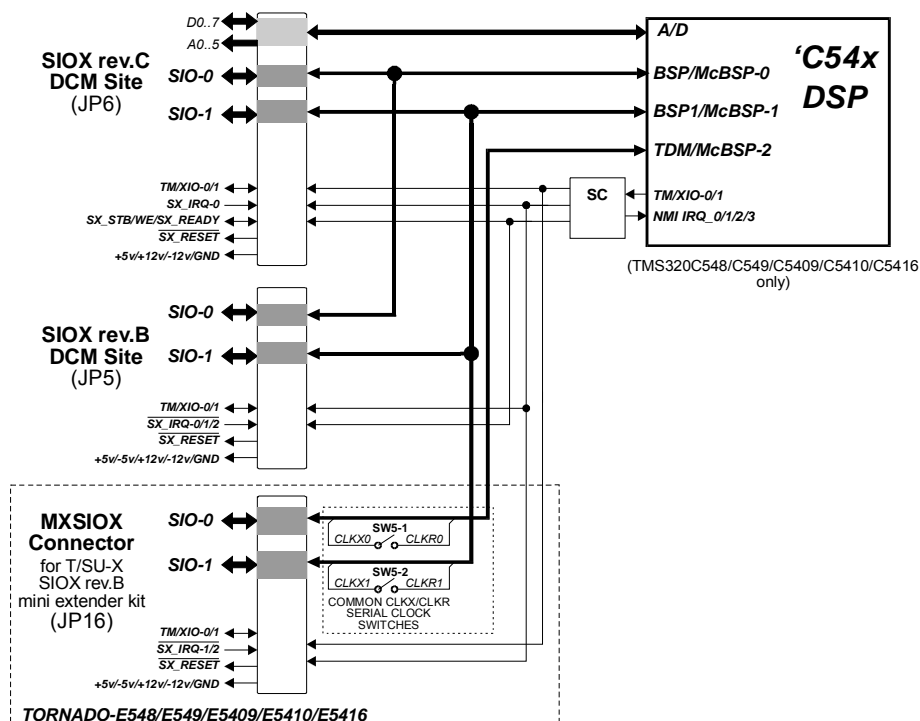 D0..7
A0..5
SIOX rev.C
DCM Site
(JP6)
SIO-0
SIO-1
TM/XIO-0/1
SX_IRQ-0
SX_STB/WE/SX_READY
SX_RESET
+5v/+12v/-12v/GND
A/D
'C54x
DSP
BSP/McBSP-0
BSP1/McBSP-1
TDM/McBSP-2
SC
TM/XIO-0/1
NMI IRQ_0/1/2/3
(TMS320C548/C549/C5409/C5410/C5416
only)
SIOX rev.B
DCM Site
(JP5)
SIO-0
SIO-1
TM/XIO-0/1
SX_IRQ-0/1/2
SX_RESET
+5v/-5v/+12v/-12v/GND
MXSIOX
Connector
for T/SU-X
SIOX rev.B
mini extender kit
(JP16)
SIO-0
SIO-1
SW5-1
CLKX0
CLKR0
SW5-2
CLKX1
CLKR1
COMMON CLKX/CLKR
SERIAL CLOCK
SWITCHES
TM/XIO-0/1
SX_IRQ-1/2
SX_RESET
+5v/-5v/+12v/-12v/GND
TORNADO-E548/E549/E5409/E5410/E5416